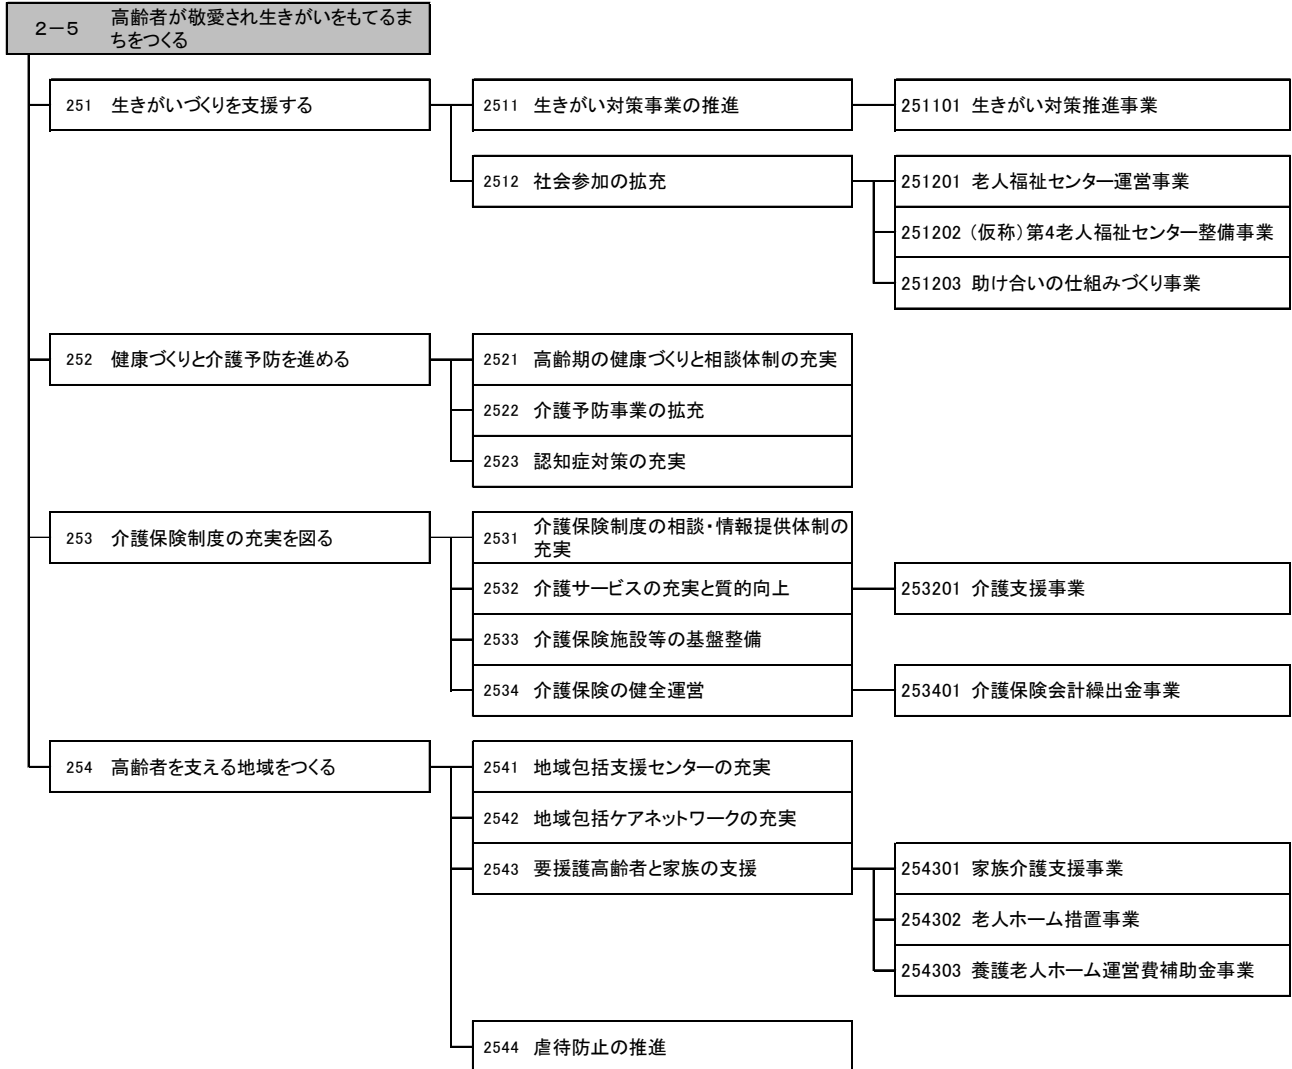 2－5 高齢者が敬愛され生きがいをもてるま
ちをつくる
251 生きがいづくりを支援する
2511 生きがい対策事業の推進
251101 生きがい対策推進事業
2512 社会参加の拡充
251201 老人福祉センター運営事業
251202 （仮称）第4老人福祉センター整備事業
251203 助け合いの仕組みづくり事業
252 健康づくりと介護予防を進める
2521 高齢期の健康づくりと相談体制の充実
2522 介護予防事業の拡充
2523 認知症対策の充実
253 介護保険制度の充実を図る
2531 介護保険制度の相談・情報提供体制の
充実
2532 介護サービスの充実と質的向上
253201 介護支援事業
2533 介護保険施設等の基盤整備
2534 介護保険の健全運営
253401 介護保険会計繰出金事業
254 高齢者を支える地域をつくる
2541 地域包括支援センターの充実
2542 地域包括ケアネットワークの充実
2543 要援護高齢者と家族の支援
254301 家族介護支援事業
254302 老人ホーム措置事業
254303 養護老人ホーム運営費補助金事業
2544 虐待防止の推進